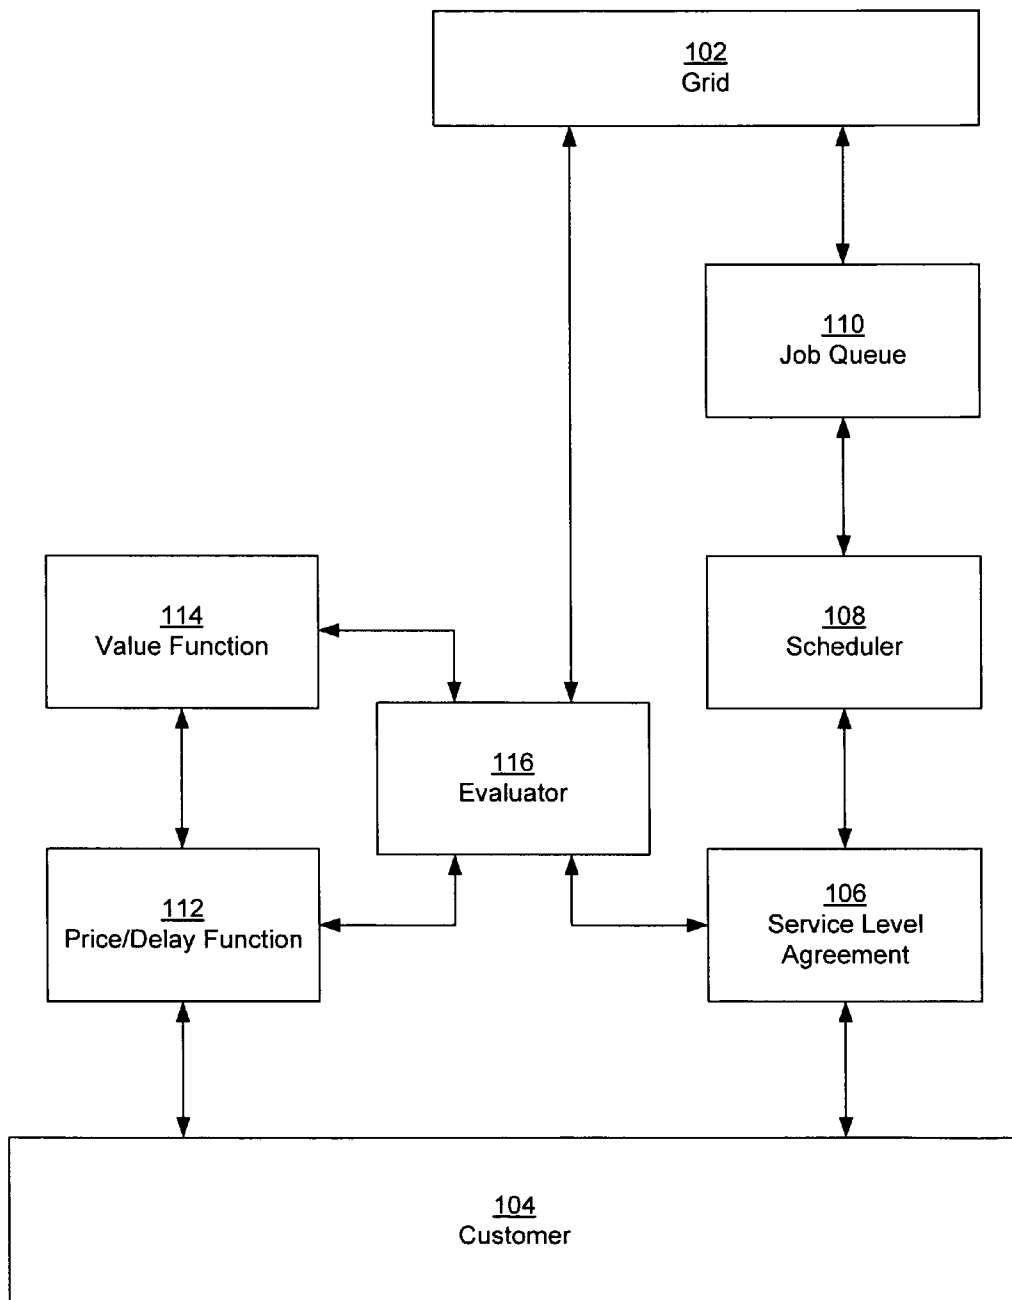 102
Grid
110
Job Queue
114
Value Function
108
Scheduler
116
Evaluator
112
Price/Delay Function
106
Service Level
Agreement
104
Customer